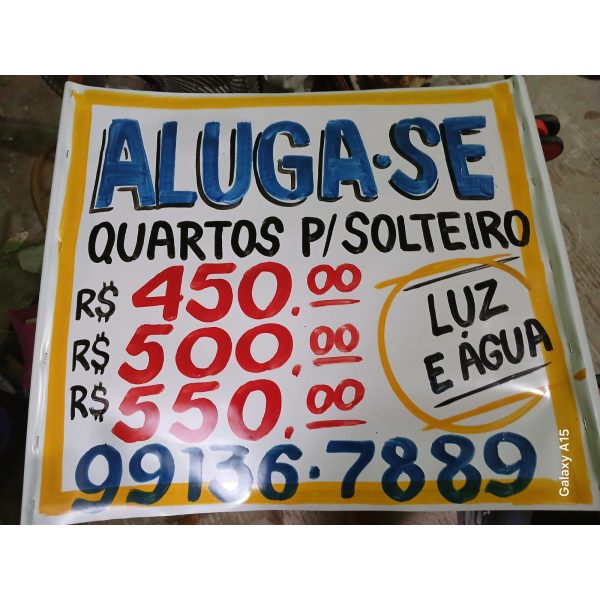 ALUGA-SE
QUARTOS P/ SOLTEIRO
R$ 450,00
R$ 500,00
R$ 550,00
LUZ
E ÁGUA
99136-7889
Galaxy A15